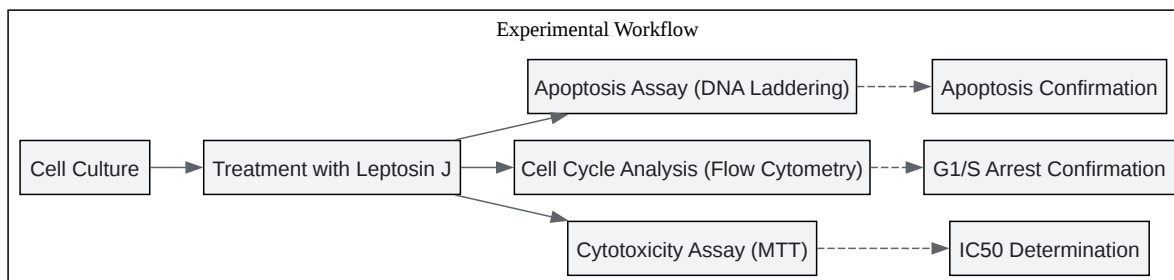 Experimental Workflow
Apoptosis Assay (DNA Laddering)
Apoptosis Confirmation
Cell Culture
Treatment with Leptosin J
Cell Cycle Analysis (Flow Cytometry)
G1/S Arrest Confirmation
Cytotoxicity Assay (MTT)
IC50 Determination